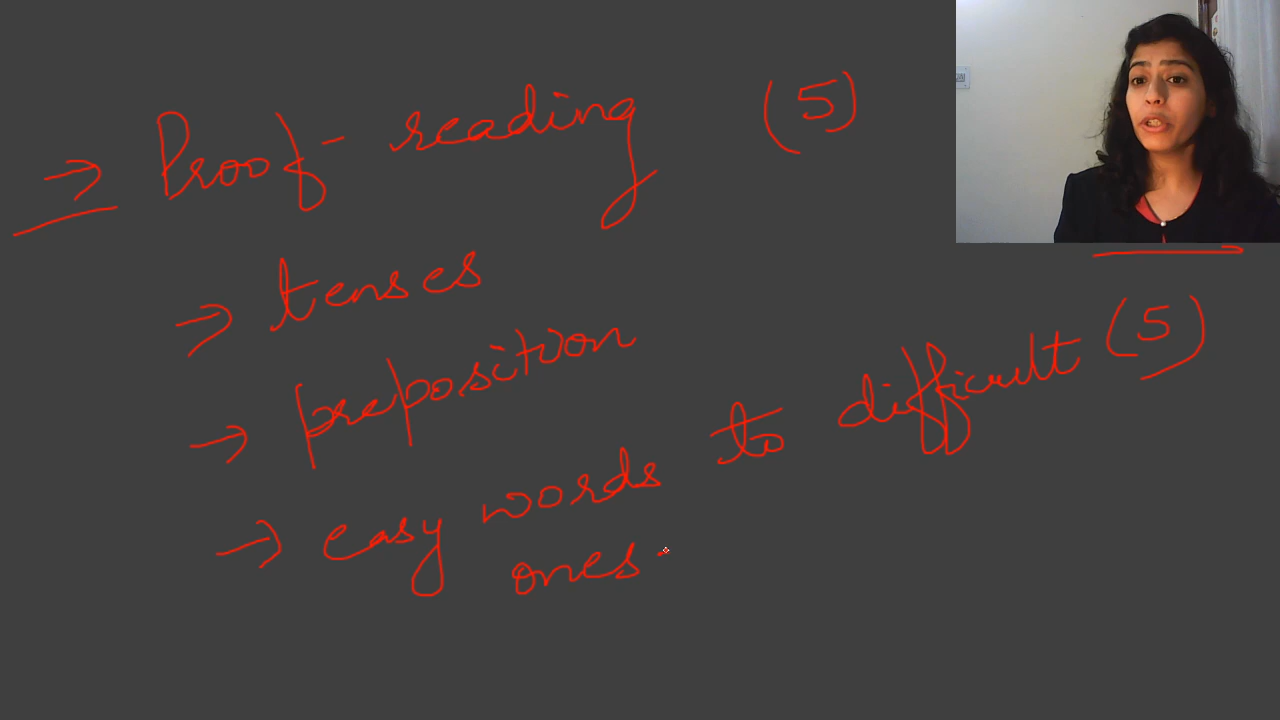 → Proof-reading (5)
→ tenses
→ preposition
→ easy words to difficult (5)
ones